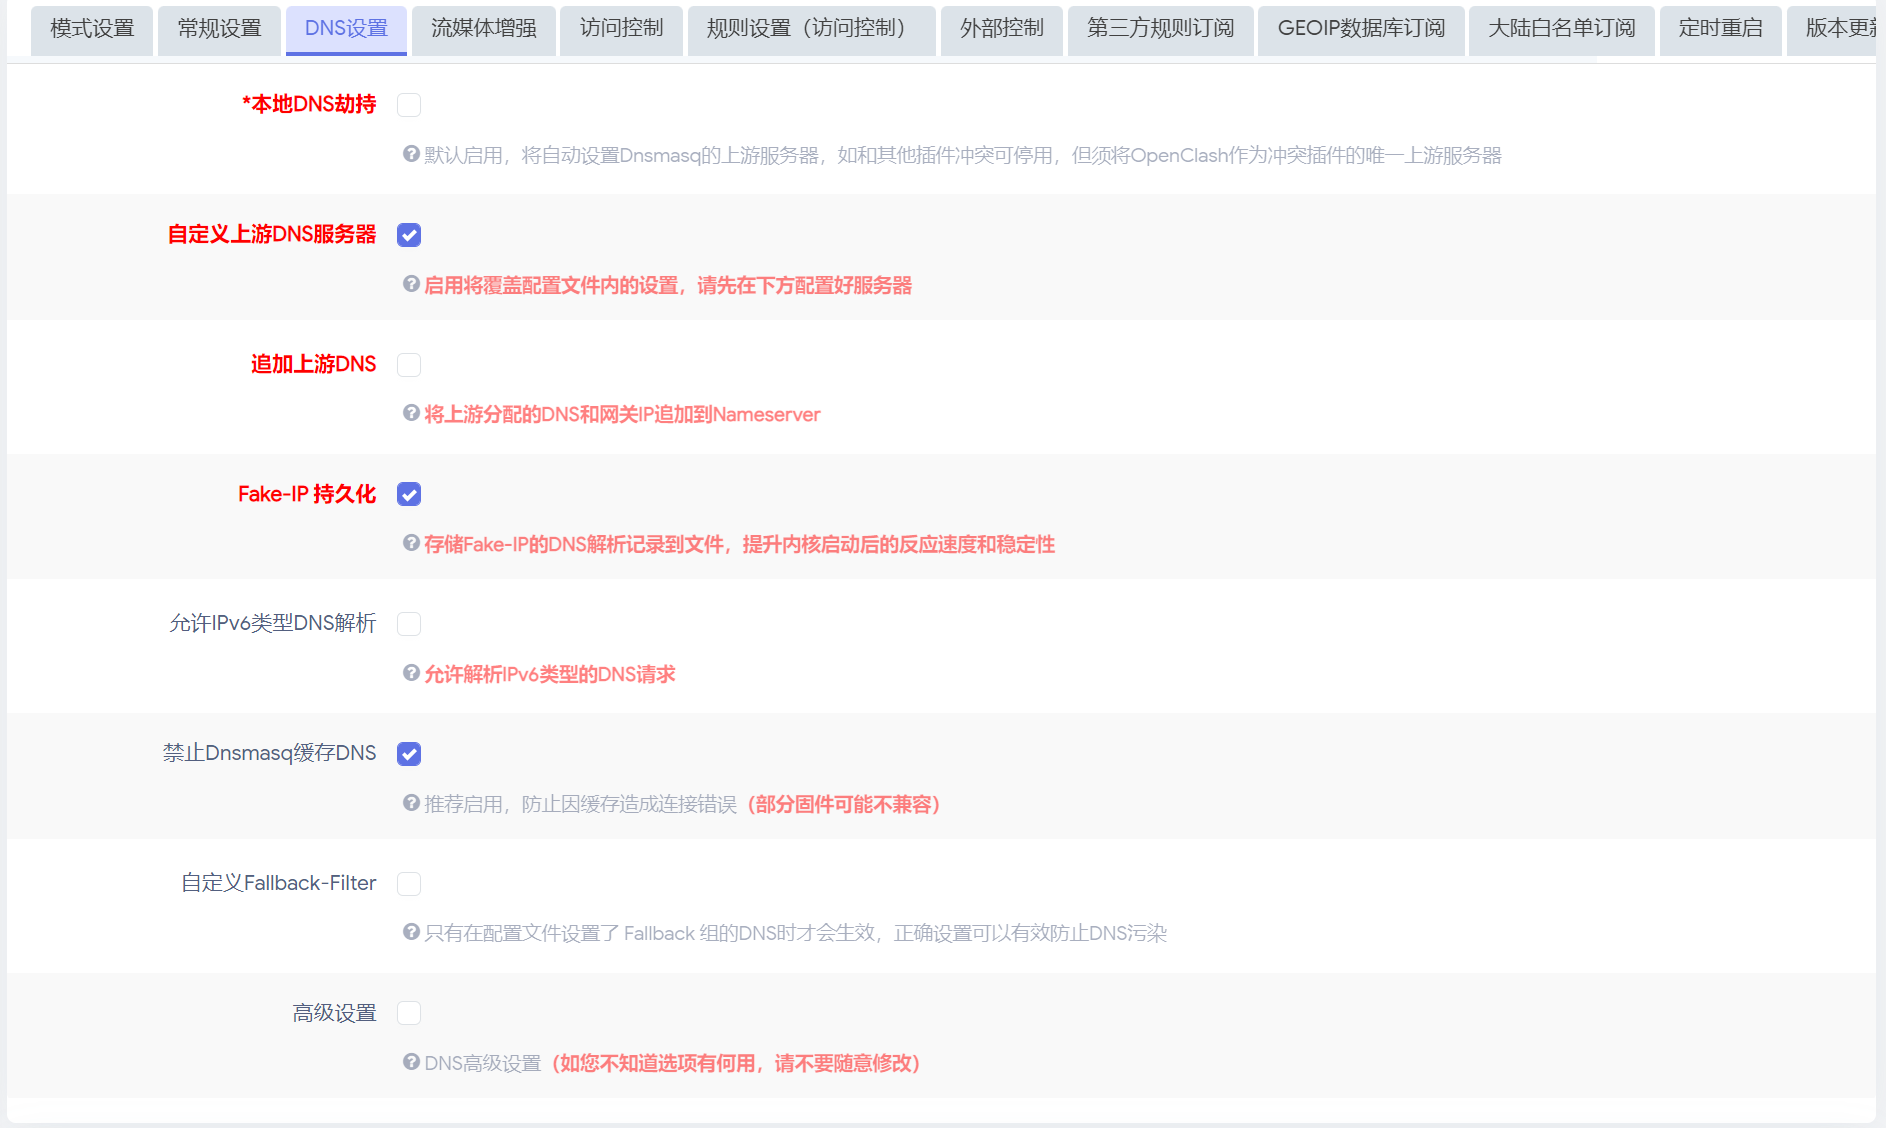 模式设置 常规设置 DNS设置 流媒体增强 访问控制 规则设置（访问控制） 外部控制 第三方规则订阅 GEOIP数据库订阅 大陆白名单订阅 定时重启 版本更新
*本地DNS劫持
默认启用，将自动设置Dnsmasq的上游服务器，如和其他插件冲突可停用，但须将OpenClash作为冲突插件的唯一上游服务器
自定义上游DNS服务器
启用将覆盖配置文件内的设置，请先在下方配置好服务器
追加上游DNS
将上游分配的DNS和网关IP追加到Nameserver
Fake-IP 持久化
存储Fake-IP的DNS解析记录到文件，提升内核启动后的反应速度和稳定性
允许IPv6类型DNS解析
允许解析IPv6类型的DNS请求
禁止Dnsmasq缓存DNS
推荐启用，防止因缓存造成连接错误（部分固件可能不兼容）
自定义Fallback-Filter
只有在配置文件设置了 Fallback 组的DNS时才会生效，正确设置可以有效防止DNS污染
高级设置
DNS高级设置（如您不知道选项有何用，请不要随意修改）